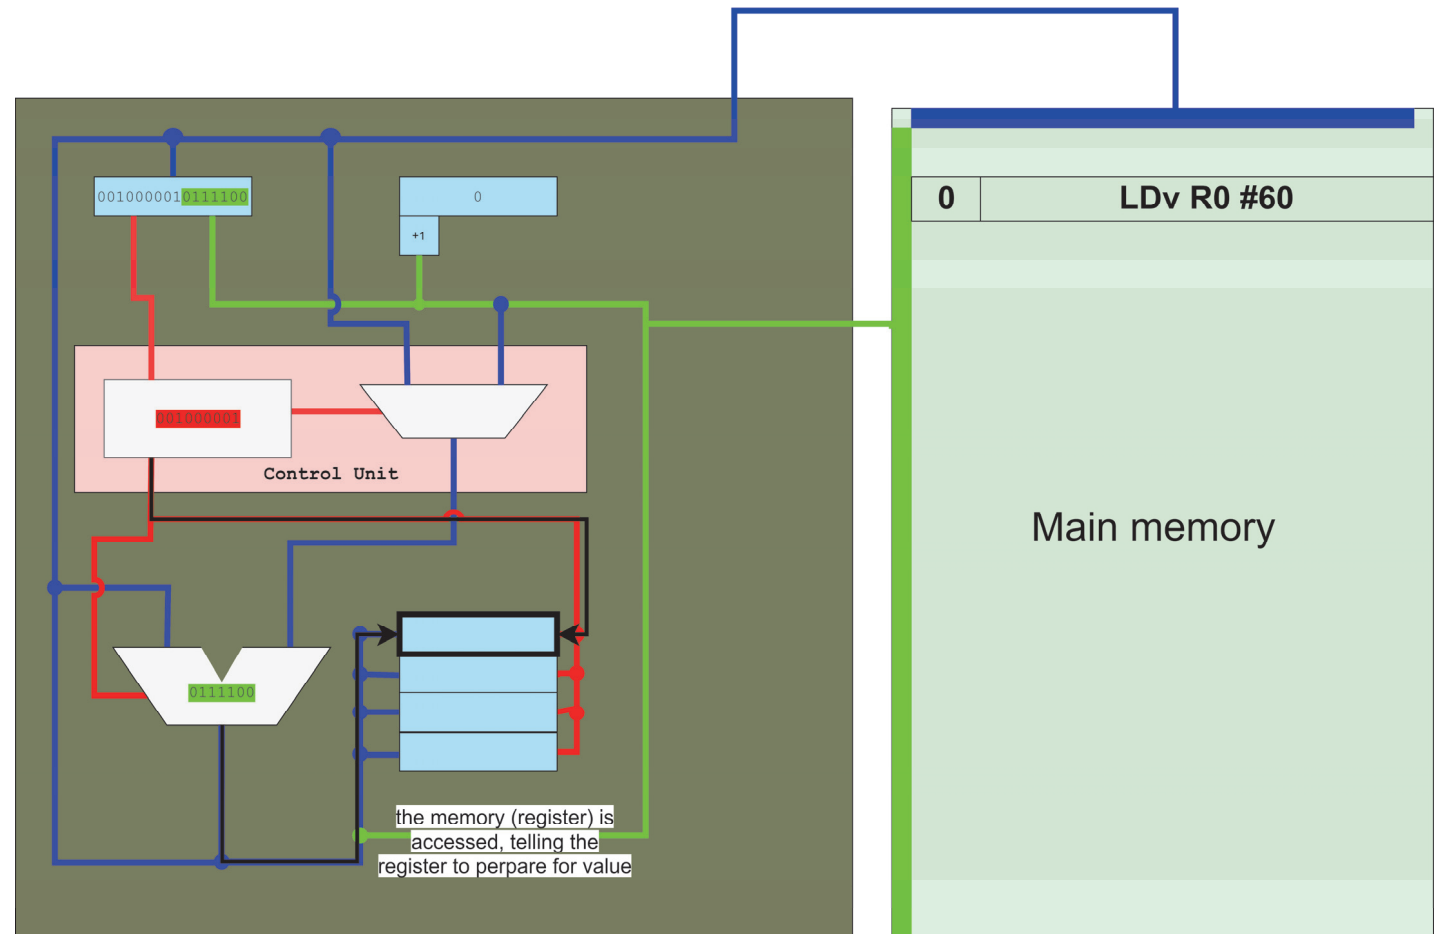 0010000010111100
0
+1
0
LDv R0 #60
001000001
Control Unit
Main memory
0111100
the memory (register) is
accessed, telling the
register to perpare for value